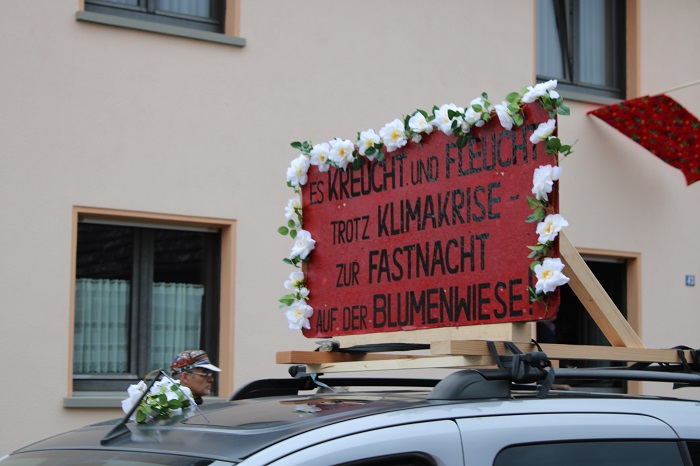 ES KREUCHT UND FLEUCHT
TROTZ KLIMAKRISE-
ZUR FASTNACHT
AUF DER BLUMENWIESE!